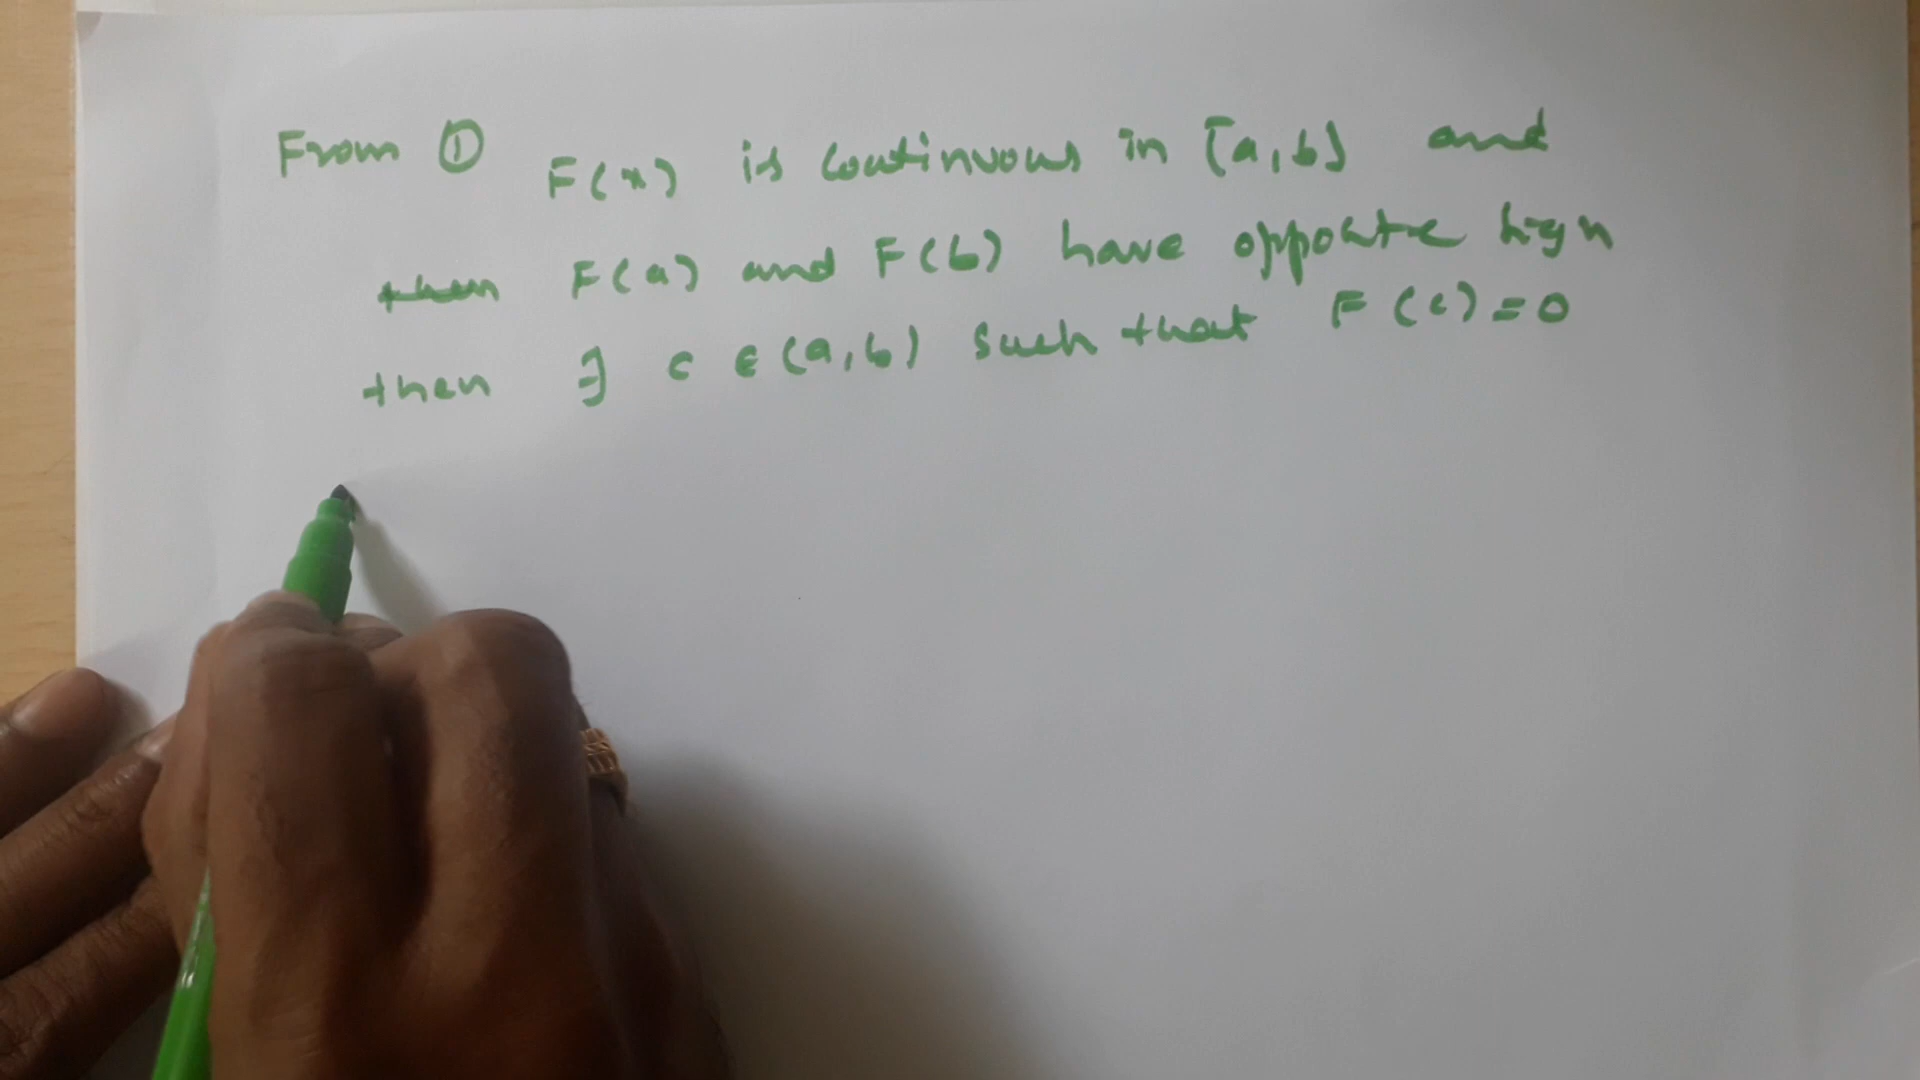 From ① F(x) is continuous in [a,b] and
then F(a) and F(b) have opposite sign
then ∃ c ∈ (a,b) such that F(c)=0